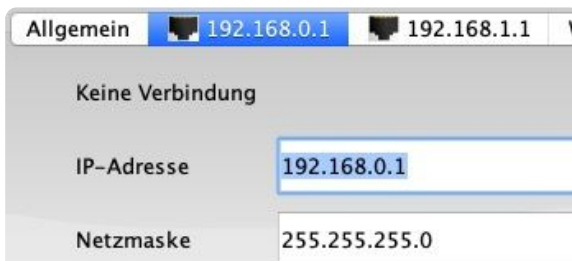 Allgemein 192.168.0.1 192.168.1.1
Keine Verbindung
IP-Adresse 192.168.0.1
Netzmaske 255.255.255.0